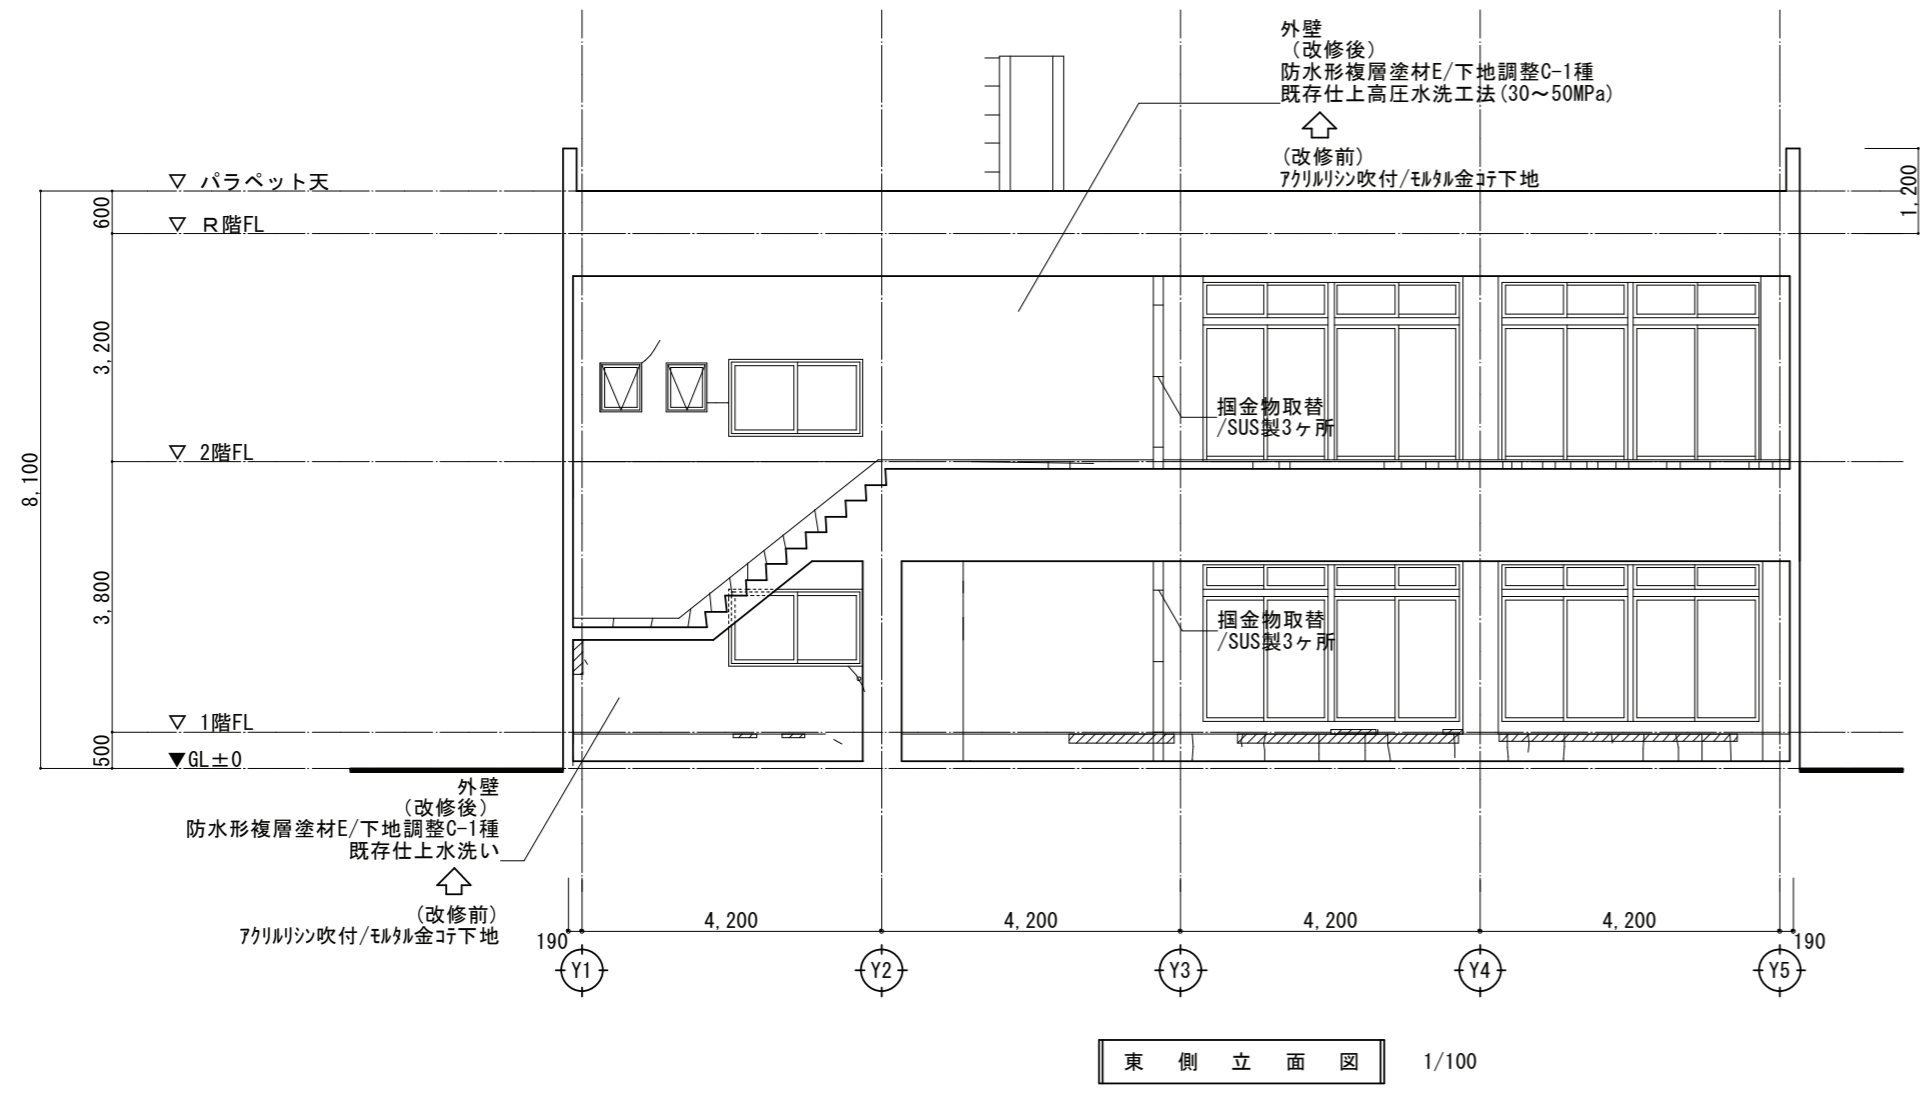 外壁
（改修後）
防水形複層塗材E/下地調整C-1種
既存仕上高圧水洗工法(30～50MPa)
(改修前)
ｱｸﾘﾙﾘｼﾝ吹付/ﾓﾙﾀﾙ金ｺﾃ下地
▽ パラペット天
▽ Ｒ階FL
▽ 2階FL
▽ 1階FL
▼GL±0
600
3,200
3,800
500
8,100
1,200
掴金物取替
/SUS製3ヶ所
掴金物取替
/SUS製3ヶ所
外壁
（改修後）
防水形複層塗材E/下地調整C-1種
既存仕上水洗い
(改修前)
ｱｸﾘﾙﾘｼﾝ吹付/ﾓﾙﾀﾙ金ｺﾃ下地
190
4,200
4,200
4,200
4,200
190
Y1
Y2
Y3
Y4
Y5
東側立面図 1/100